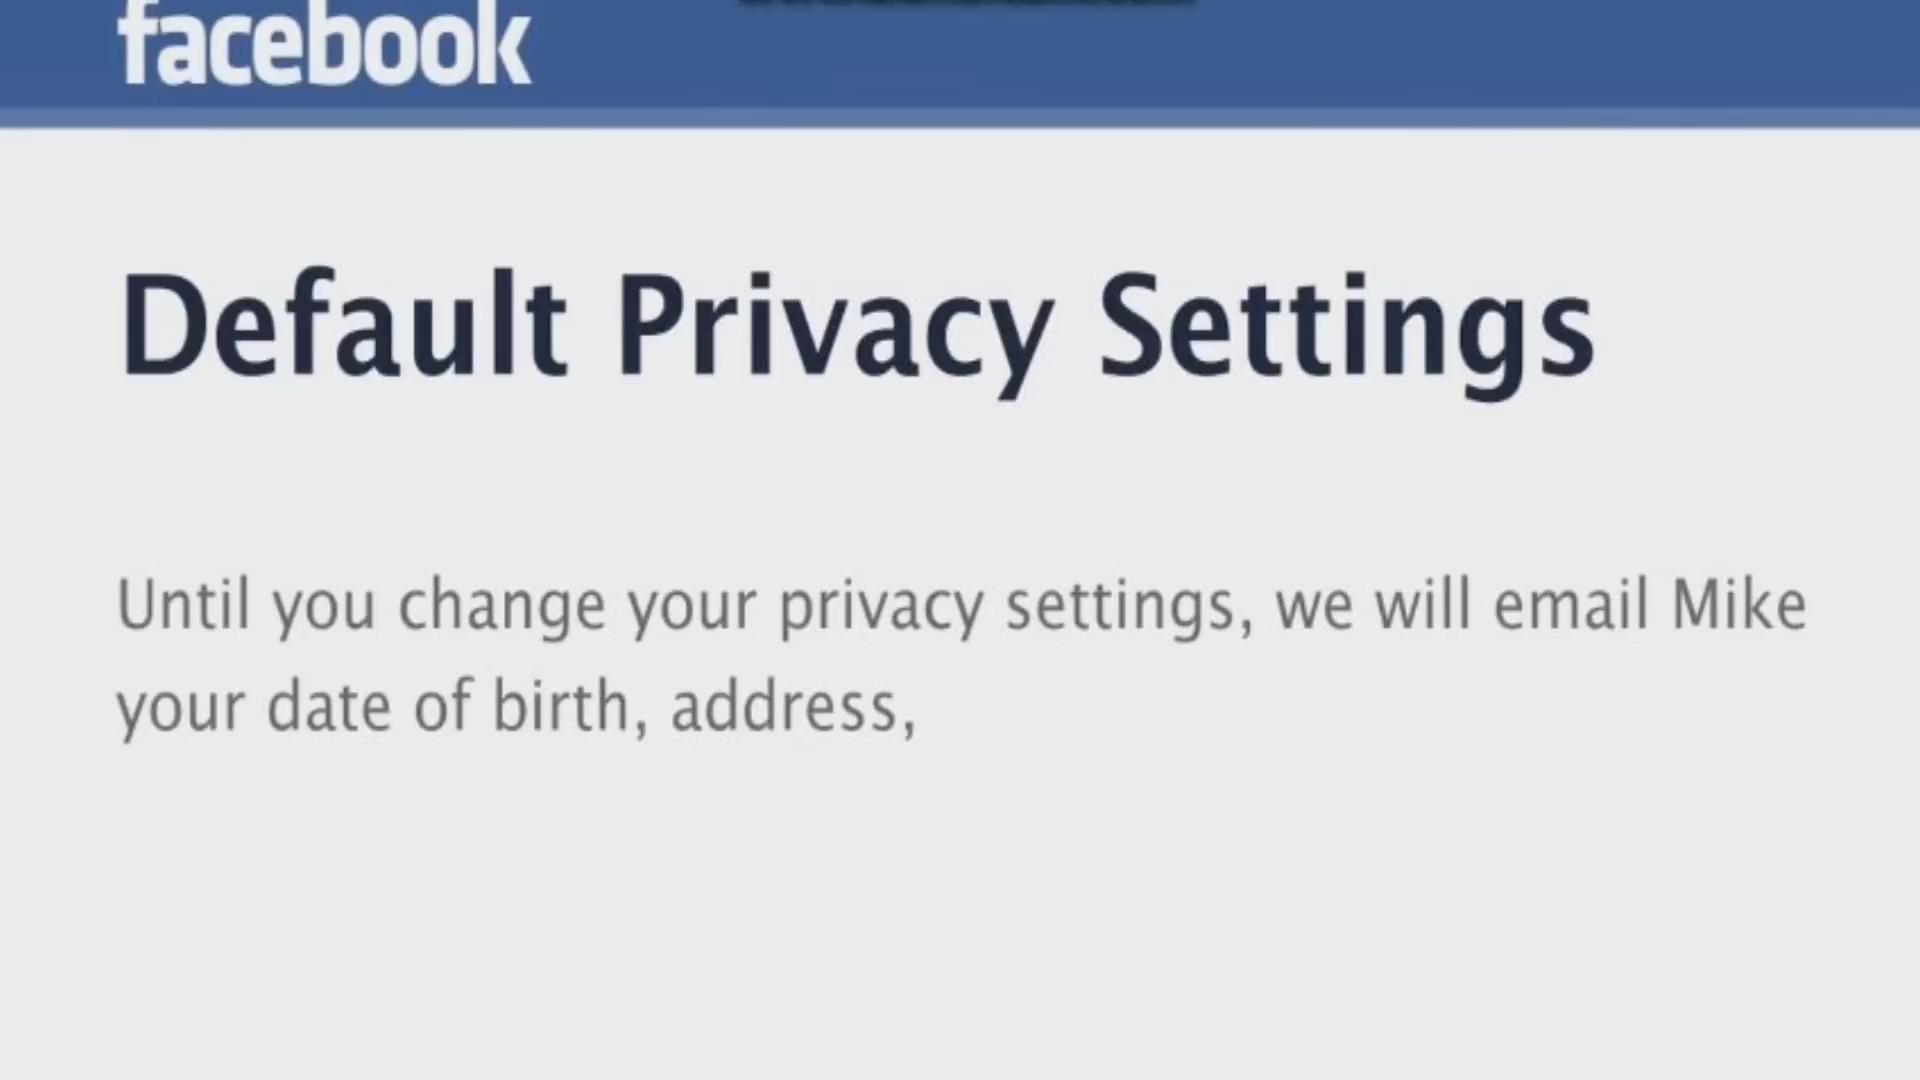 facebook
Default Privacy Settings
Until you change your privacy settings, we will email Mike
your date of birth, address,